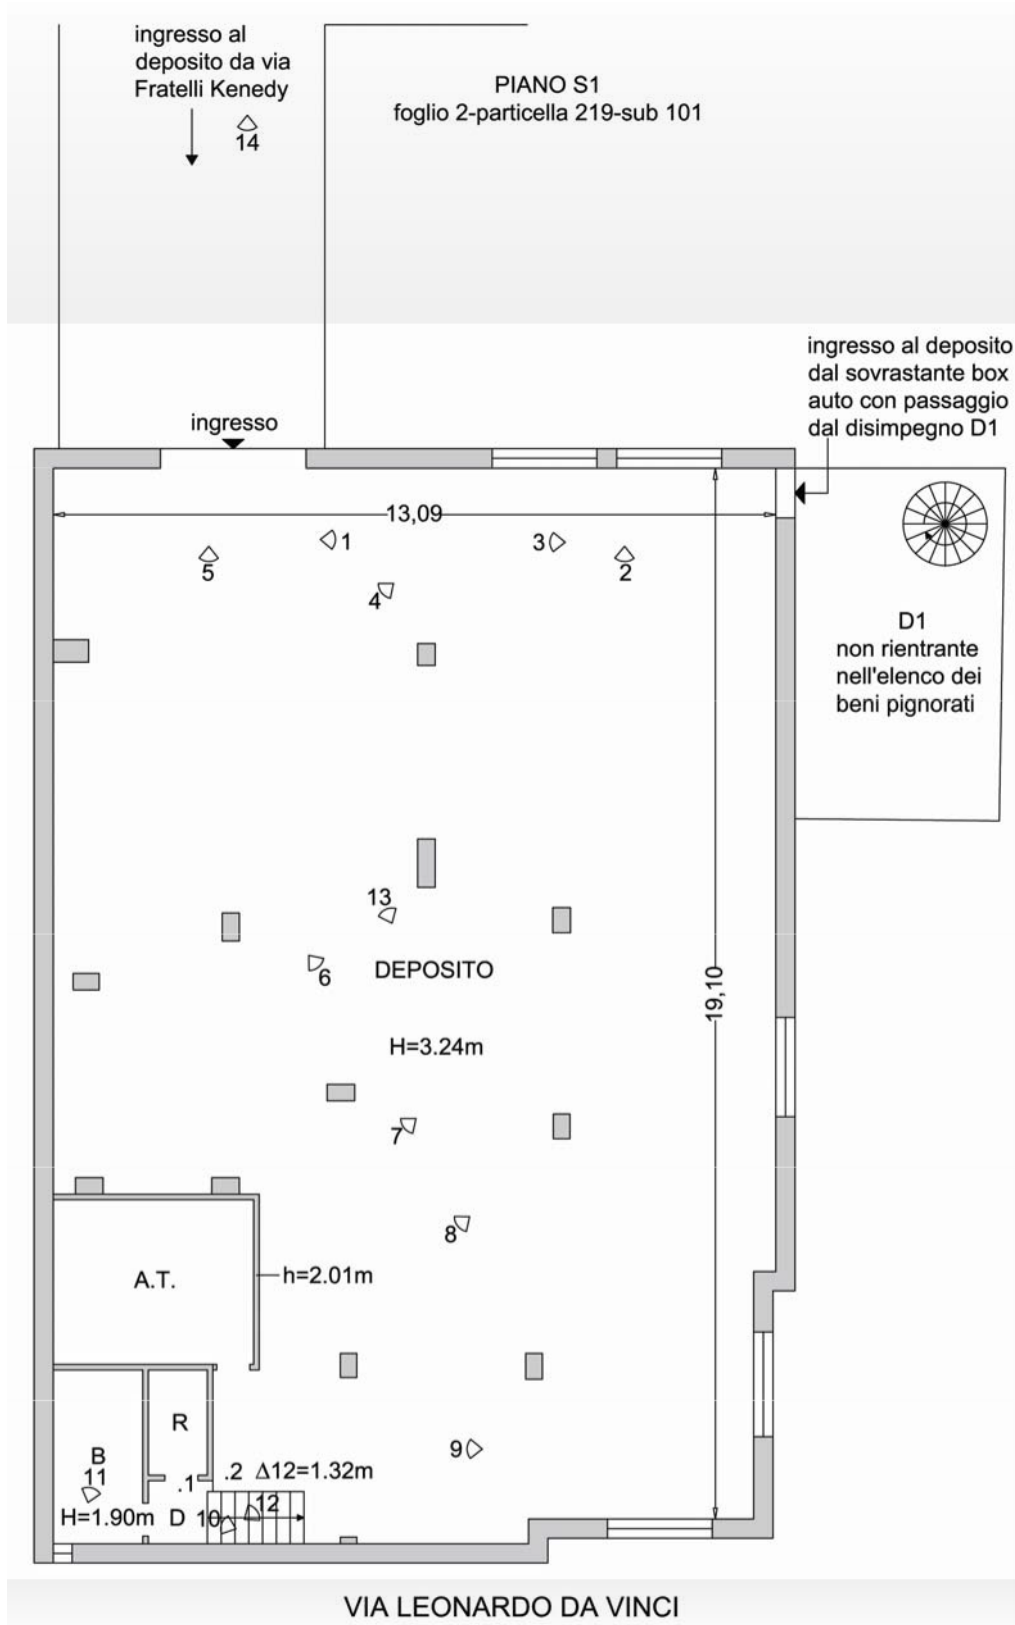 ingresso al
deposito da via
Fratelli Kenedy
14
PIANO S1
foglio 2-particella 219-sub 101
ingresso al deposito
dal sovrastante box
auto con passaggio
dal disimpegno D1
ingresso
13,09
1
3
5
2
4
D1
non rientrante
nell'elenco dei
beni pignorati
13
6
DEPOSITO
19,10
H=3.24m
7
8
A.T.
h=2.01m
R
9
B
11
.1
.2 Δ12=1.32m
12
H=1.90m D 10
VIA LEONARDO DA VINCI